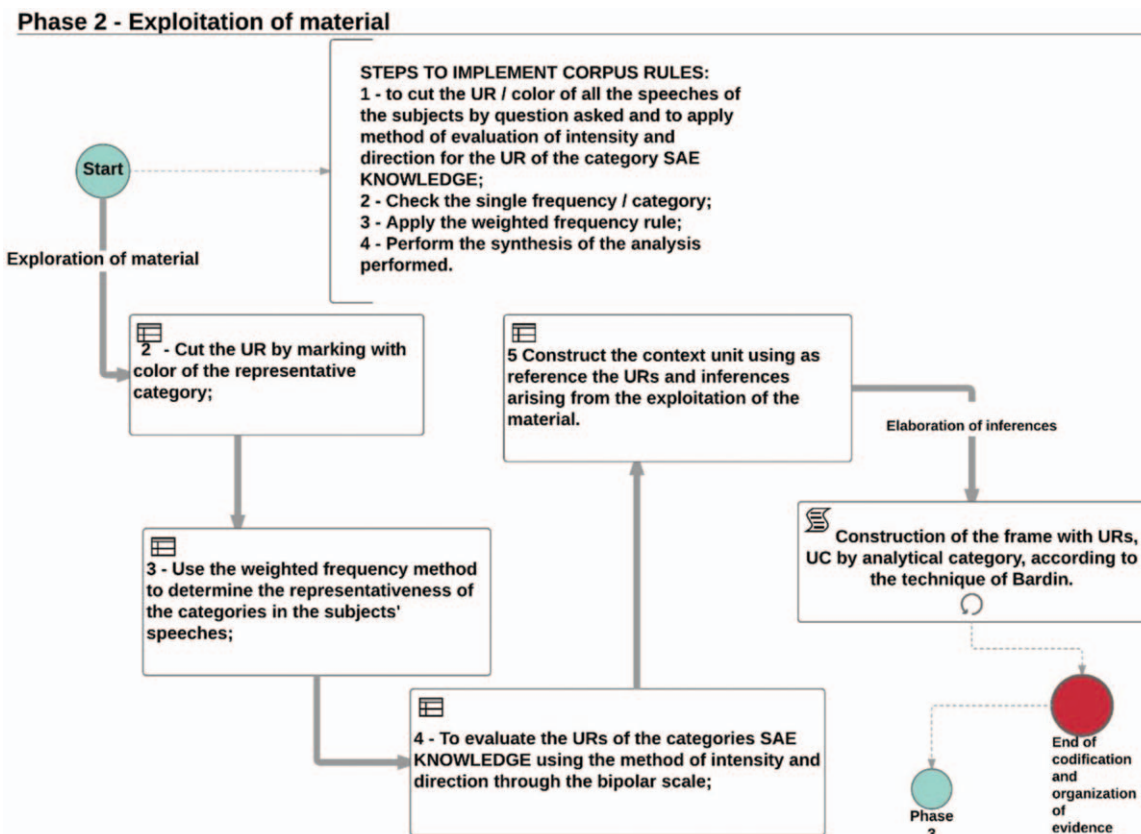 Phase 2 - Exploitation of material
STEPS TO IMPLEMENT CORPUS RULES:
1 - to cut the UR / color of all the speeches of
the subjects by question asked and to apply
method of evaluation of intensity and
direction for the UR of the category SAE
KNOWLEDGE;
2 - Check the single frequency / category;
3 - Apply the weighted frequency rule;
4 - Perform the synthesis of the analysis
performed.
Start
Exploration of material
2 - Cut the UR by marking with
color of the representative
category;
3 - Use the weighted frequency method
to determine the representativeness of
the categories in the subjects'
speeches;
4 - To evaluate the URs of the categories SAE
KNOWLEDGE using the method of intensity and
direction through the bipolar scale;
5 Construct the context unit using as
reference the URs and inferences
arising from the exploitation of the
material.
Elaboration of inferences
Construction of the frame with URs,
UC by analytical category, according to
the technique of Bardin.
End of
codification
and
organization
of
evidence
Phase
3